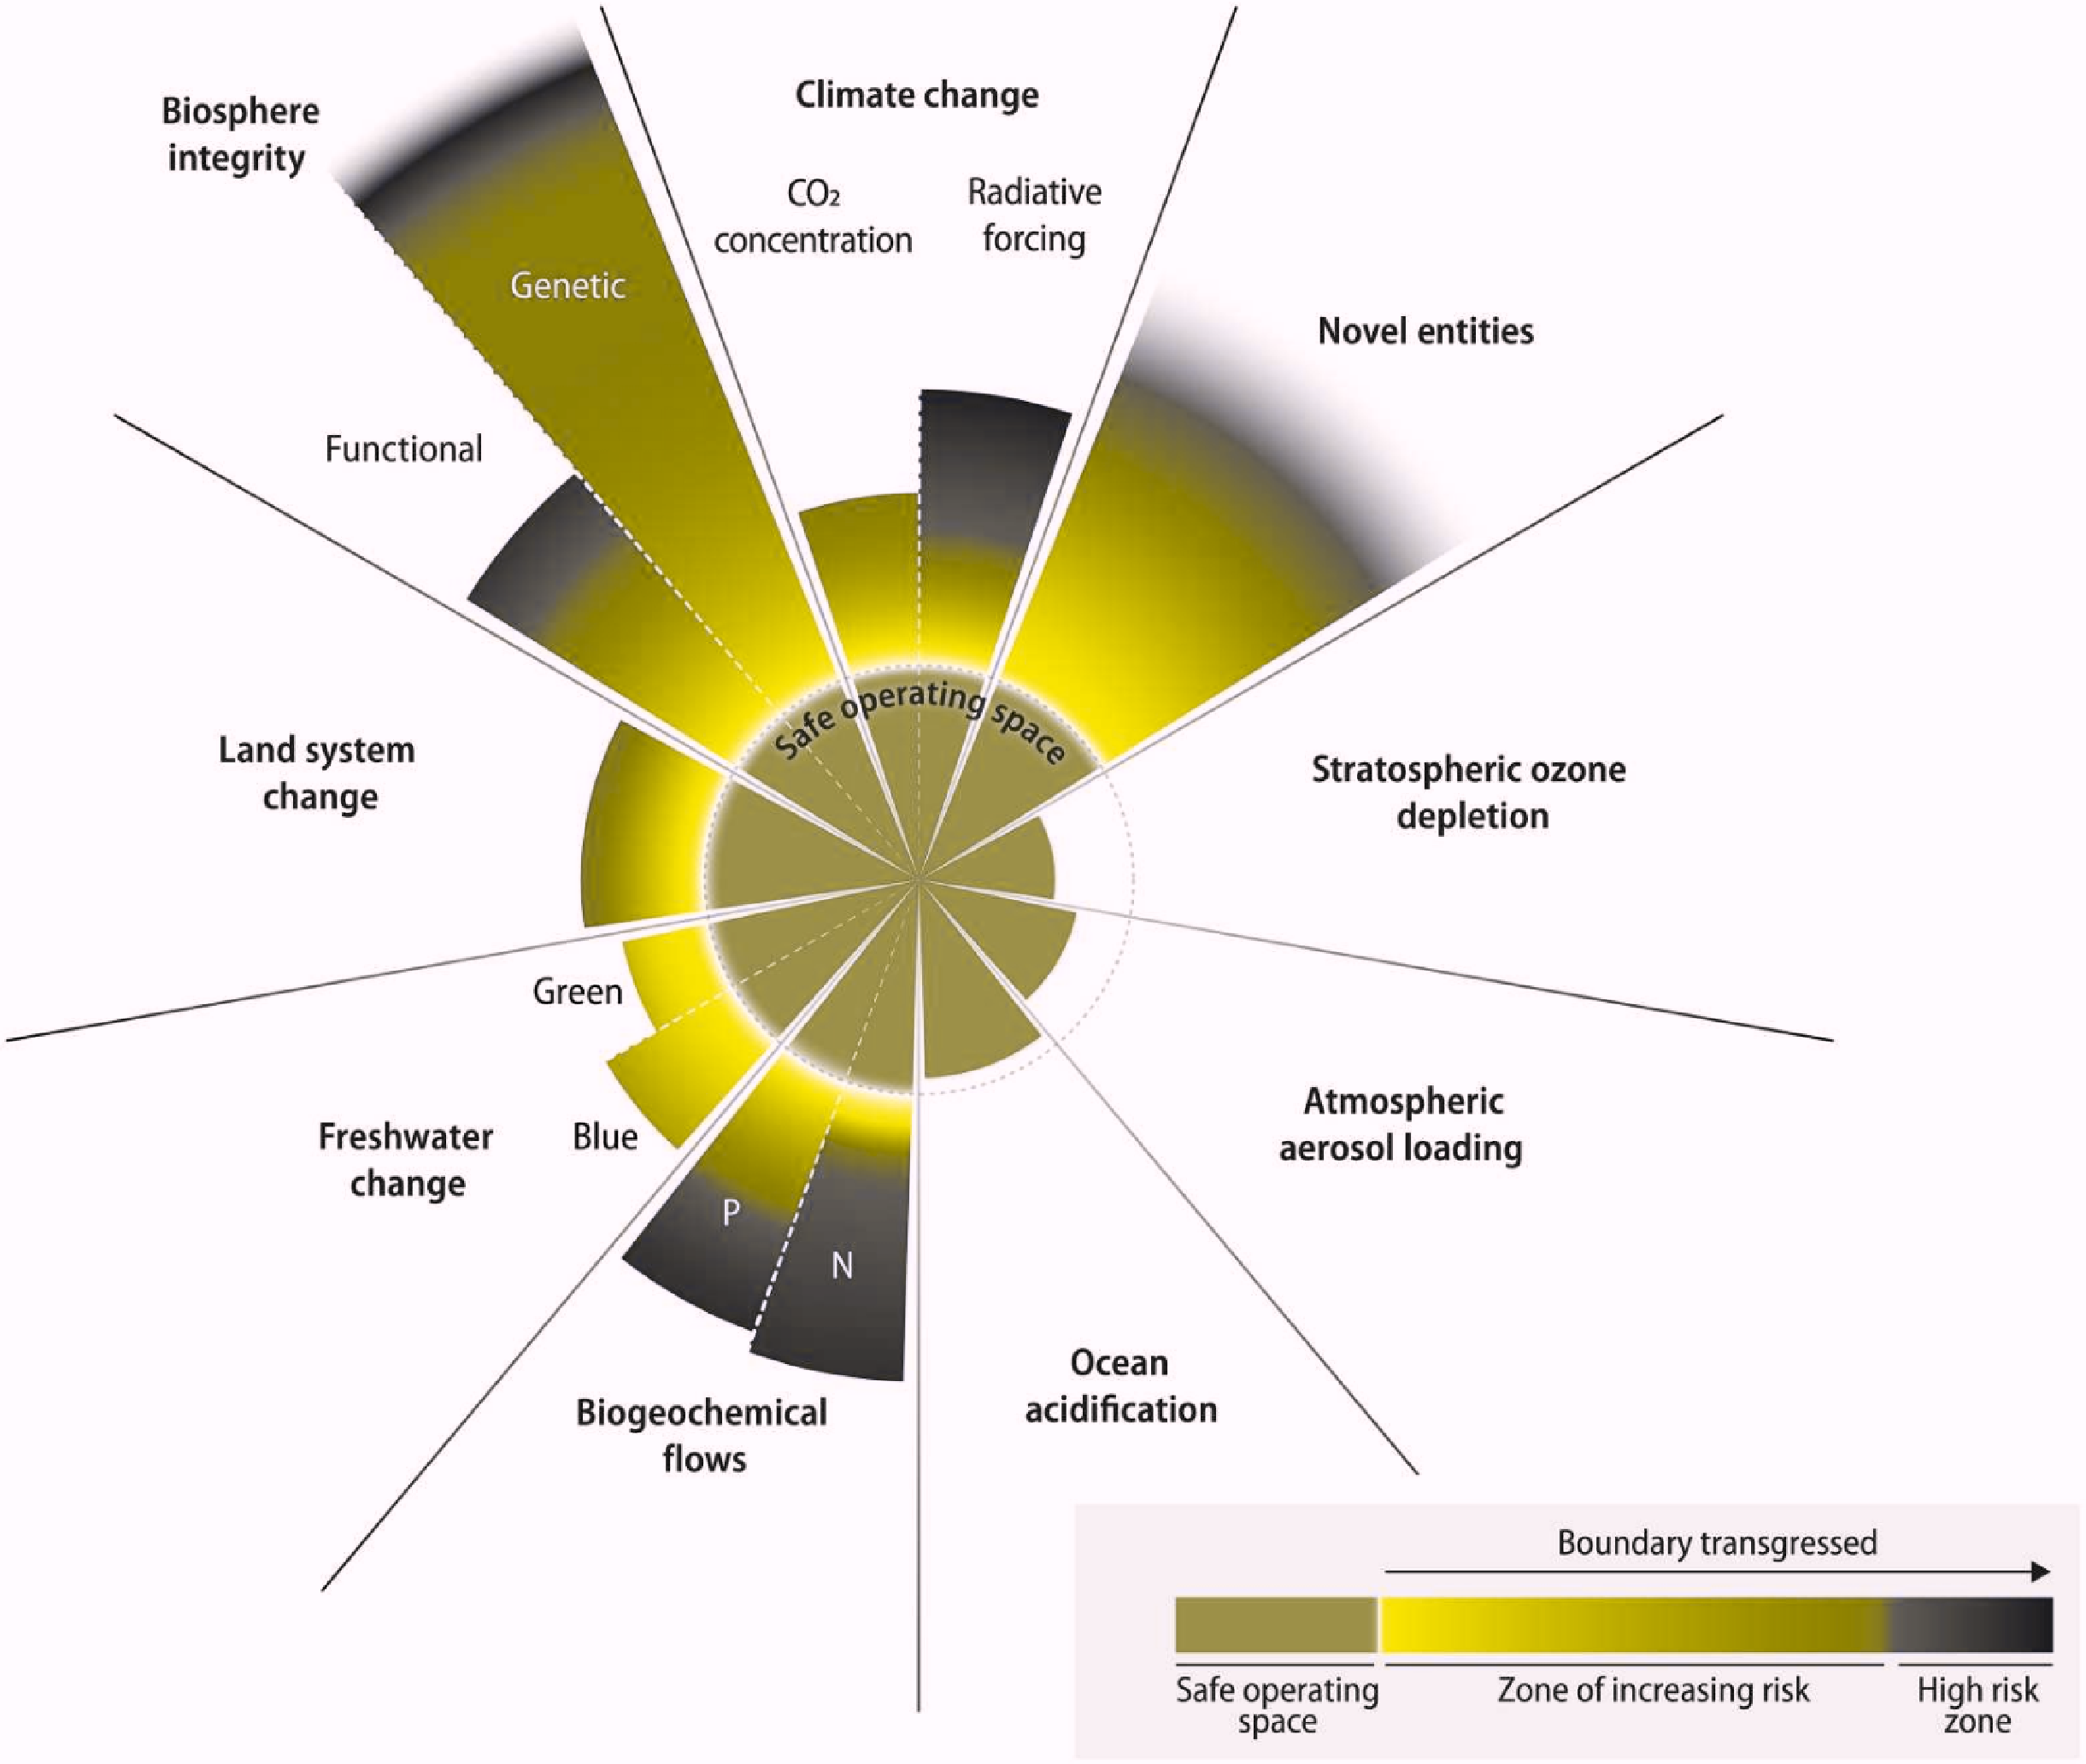 Biosphere
integrity
Climate change
CO₂
concentration
Radiative
forcing
Genetic
Novel entities
Functional
Safe operating space
Land system
change
Stratospheric ozone
depletion
Green
Freshwater
change
Blue
Atmospheric
aerosol loading
P
N
Biogeochemical
flows
Ocean
acidification
Boundary transgressed
Safe operating
space
Zone of increasing risk
High risk
zone